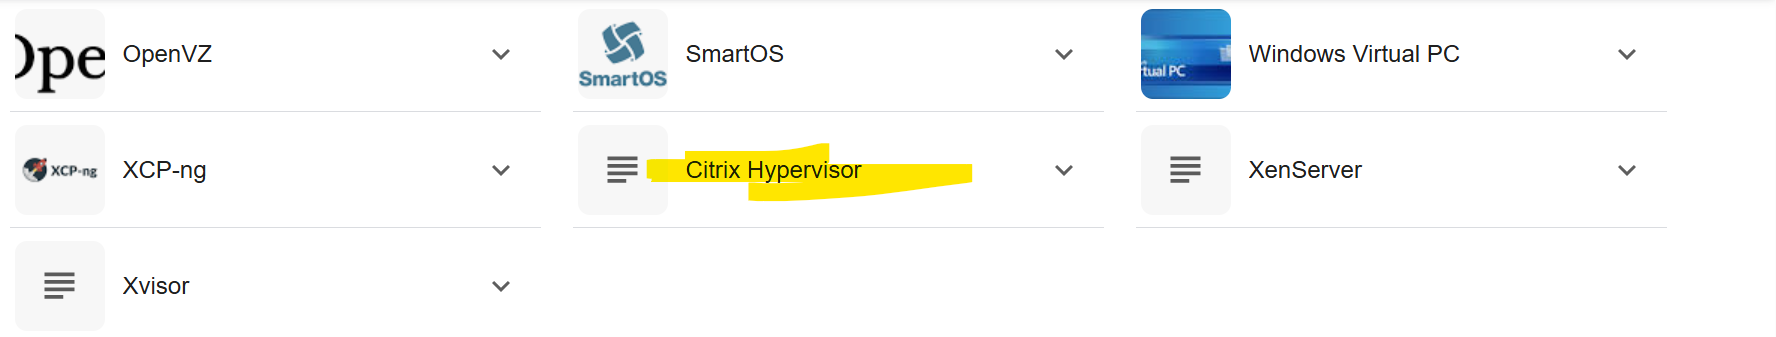 Ope
OpenVZ
SmartOS
SmartOS
tual PC
Windows Virtual PC
XCP-ng
XCP-ng
Citrix Hypervisor
XenServer
Xvisor